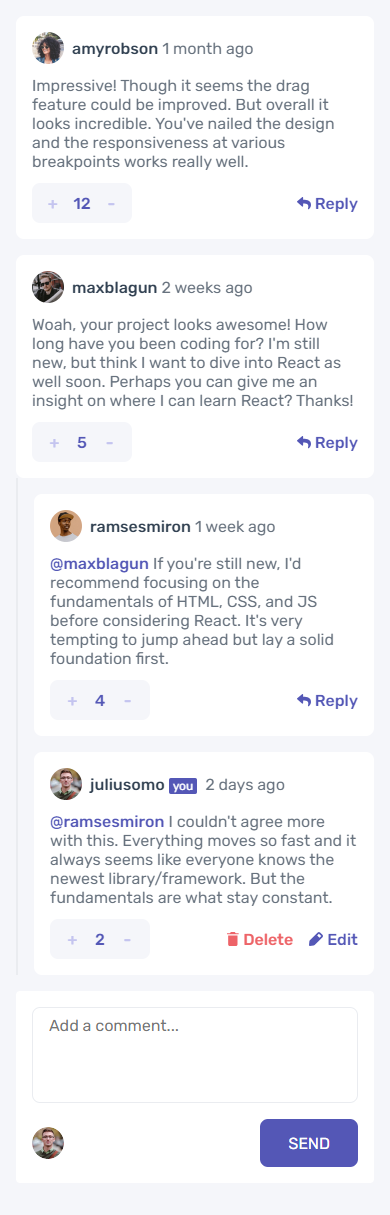 amyrobson 1 month ago
Impressive! Though it seems the drag
feature could be improved. But overall it
looks incredible. You've nailed the design
and the responsiveness at various
breakpoints works really well.
+ 12 -
Reply
maxblagun 2 weeks ago
Woah, your project looks awesome! How
long have you been coding for? I'm still
new, but think I want to dive into React as
well soon. Perhaps you can give me an
insight on where I can learn React? Thanks!
+ 5 -
Reply
ramsesmiron 1 week ago
@maxblagun If you're still new, I'd
recommend focusing on the
fundamentals of HTML, CSS, and JS
before considering React. It's very
tempting to jump ahead but lay a solid
foundation first.
+ 4 -
Reply
juliusomo you 2 days ago
@ramsesmiron I couldn't agree more
with this. Everything moves so fast and it
always seems like everyone knows the
newest library/framework. But the
fundamentals are what stay constant.
+ 2 -
Delete Edit
Add a comment...
SEND